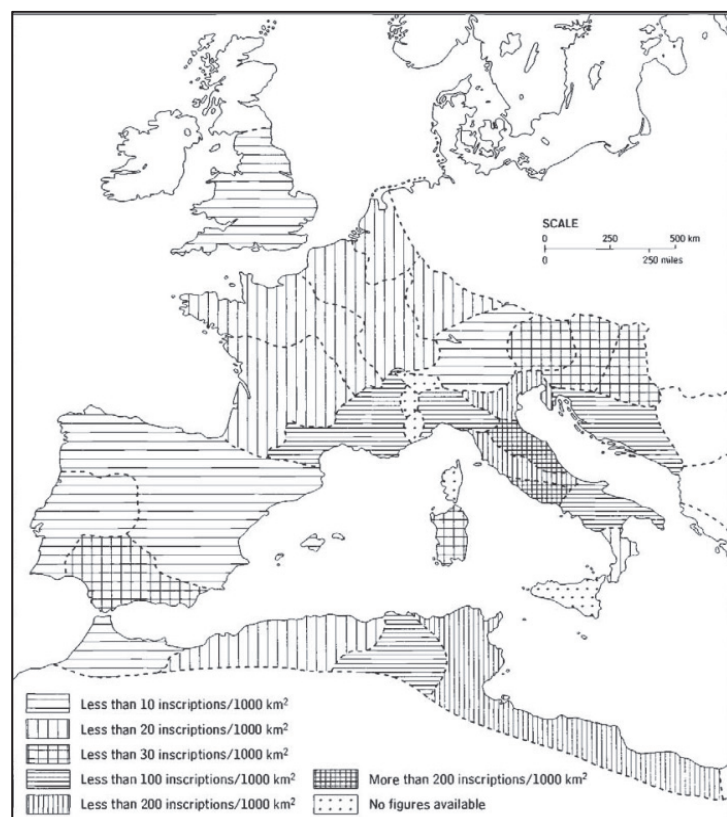 SCALE
0 250 500 km
0 250 miles
Less than 10 inscriptions/1000 km²
Less than 20 inscriptions/1000 km²
Less than 30 inscriptions/1000 km²
Less than 100 inscriptions/1000 km²
Less than 200 inscriptions/1000 km²
More than 200 inscriptions/1000 km²
No figures available